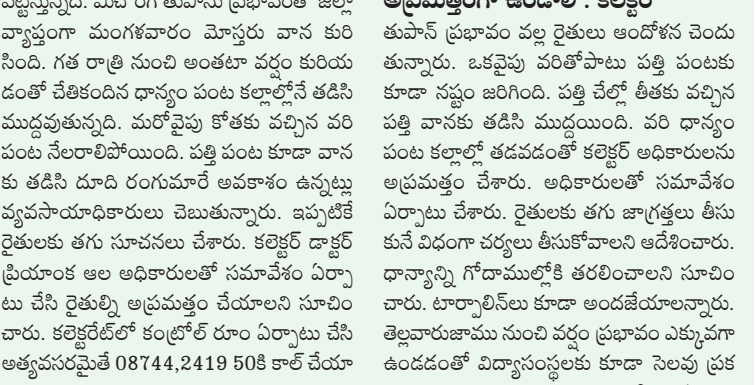 పట్టిస్తున్నది. మిచౌంగ్ తుపాను ప్రభావంతో జిల్లా
వ్యాప్తంగా మంగళవారం మోస్తరు వాన కురి
సింది. గత రాత్రి నుంచి అంతటా వర్షం కురియ
డంతో చేతికందిన ధాన్యం పంట కల్లాల్లోనే తడిసి
ముద్దవుతున్నది. మరోవైపు కోతకు వచ్చిన వరి
పంట నేలరాలిపోయింది. పత్తి పంట కూడా వాన
కు తడిసి దూది రంగుమారే అవకాశం ఉన్నట్లు
వ్యవసాయాధికారులు చెబుతున్నారు. ఇప్పటికే
రైతులకు తగు సూచనలు చేశారు. కలెక్టర్ డాక్టర్
ప్రియాంక ఆల అధికారులతో సమావేశం ఏర్పా
టు చేసి రైతుల్ని అప్రమత్తం చేయాలని సూచిం
చారు. కలెక్టరేట్‌లో కంట్రోల్ రూం ఏర్పాటు చేసి
అత్యవసరమైతే 08744,2419 50కి కాల్ చేయా
అప్రమత్తంగా ఉండాలి : కలెక్టర్
తుపాన్ ప్రభావం వల్ల రైతులు ఆందోళన చెందు
తున్నారు. ఒకవైపు వరితోపాటు పత్తి పంటకు
కూడా నష్టం జరిగింది. పత్తి చేల్లో తీతకు వచ్చిన
పత్తి వానకు తడిసి ముద్దయింది. వరి ధాన్యం
పంట కల్లాల్లో తడవడంతో కలెక్టర్ అధికారులను
అప్రమత్తం చేశారు. అధికారులతో సమావేశం
ఏర్పాటు చేశారు. రైతులకు తగు జాగ్రత్తలు తీసు
కునే విధంగా చర్యలు తీసుకోవాలని ఆదేశించారు.
ధాన్యాన్ని గోదాముల్లోకి తరలించాలని సూచిం
చారు. టార్పాలిన్‌లు కూడా అందజేయాలన్నారు.
తెల్లవారుజాము నుంచి వర్షం ప్రభావం ఎక్కువగా
ఉండడంతో విద్యాసంస్థలకు కూడా సెలవు ప్రక